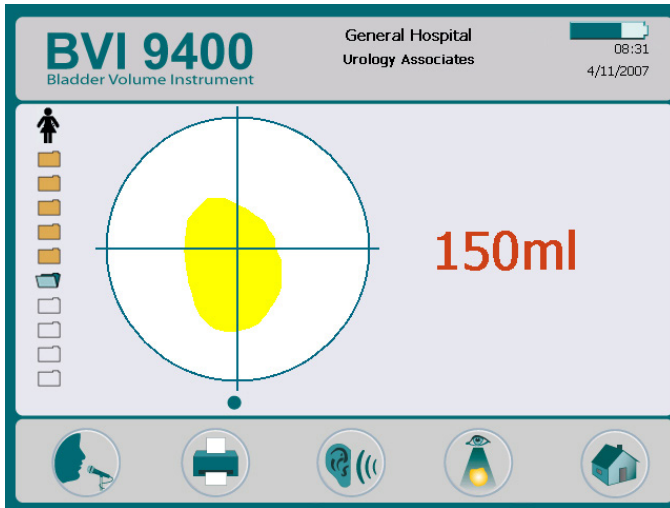 BVI 9400
Bladder Volume Instrument
General Hospital
Urology Associates
08:31
4/11/2007
150ml